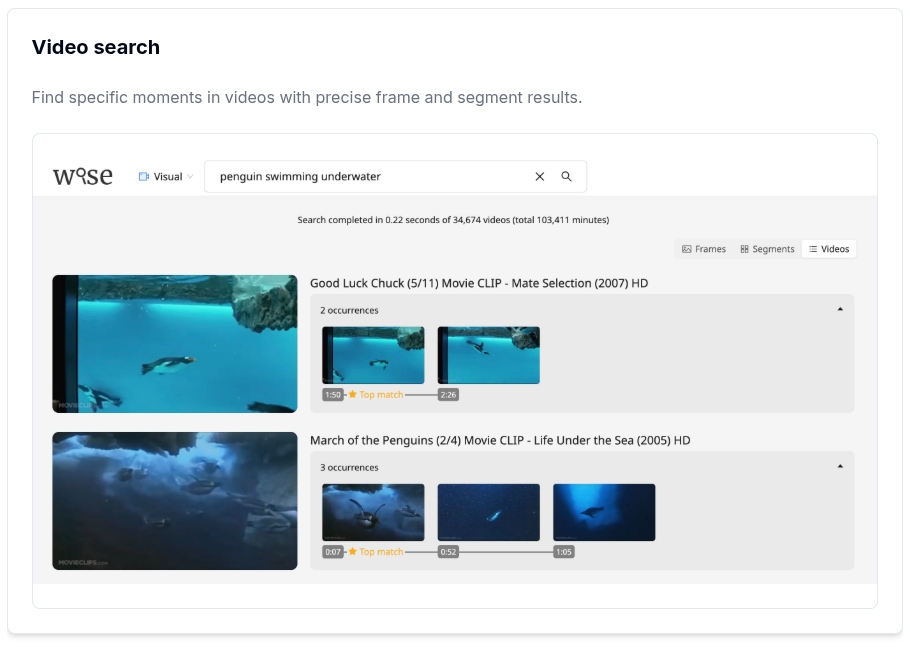 Video search
Find specific moments in videos with precise frame and segment results.
wise
Visual
penguin swimming underwater
Search completed in 0.22 seconds of 34,674 videos (total 103,411 minutes)
Frames Segments Videos
Good Luck Chuck (5/11) Movie CLIP - Mate Selection (2007) HD
2 occurrences
1:50 Top match 2:26
MOVIECLIPS
March of the Penguins (2/4) Movie CLIP - Life Under the Sea (2005) HD
3 occurrences
0:07 Top match 0:52 1:05
MOVIECLIPS.com